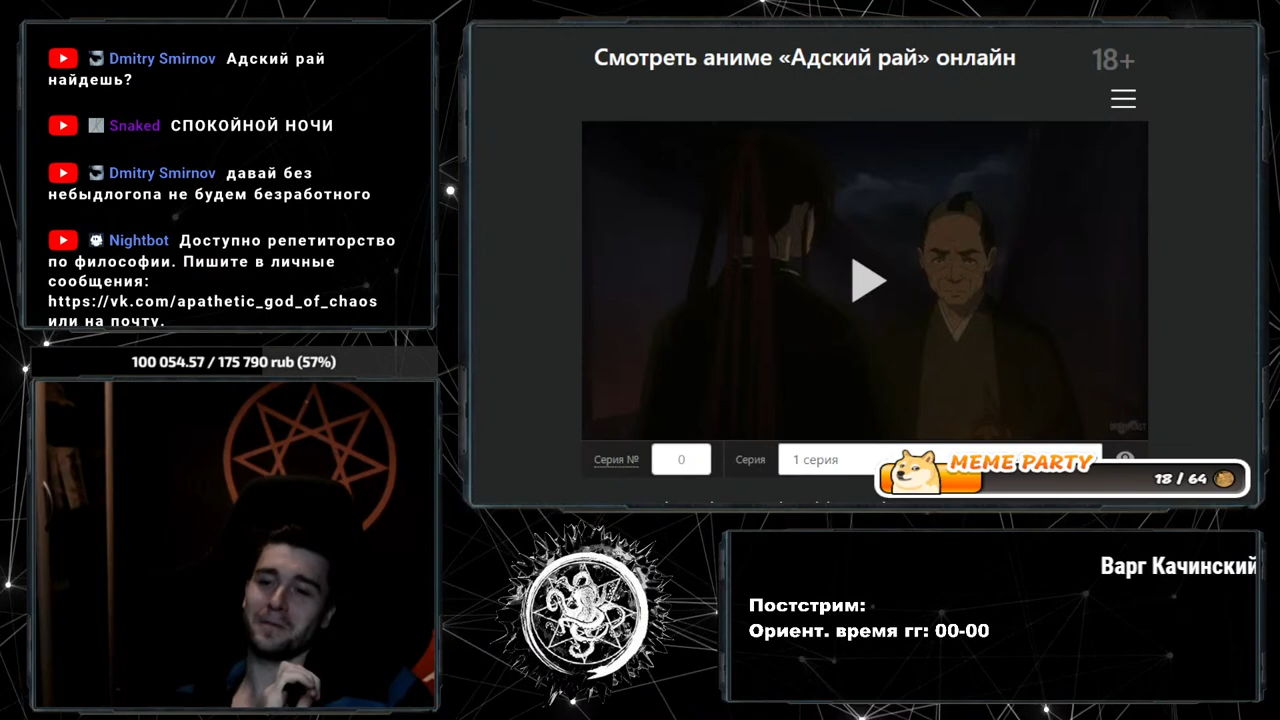 Dmitry Smirnov Адский рай
найдешь?
Snaked СПОКОЙНОЙ НОЧИ
Dmitry Smirnov давай без
небыдлогопа не будем безработного
Nightbot Доступно репетиторство
по философии. Пишите в личные
сообщения:
https://vk.com/apathetic_god_of_chaos
или на почту.
100 054.57 / 175 790 rub (57%)
Смотреть аниме «Адский рай» онлайн
18+
Серия №
0
Серия
1 серия
MEME PARTY
18 / 64
Варг Качинский
Постстрим:
Ориент. время гг: 00-00